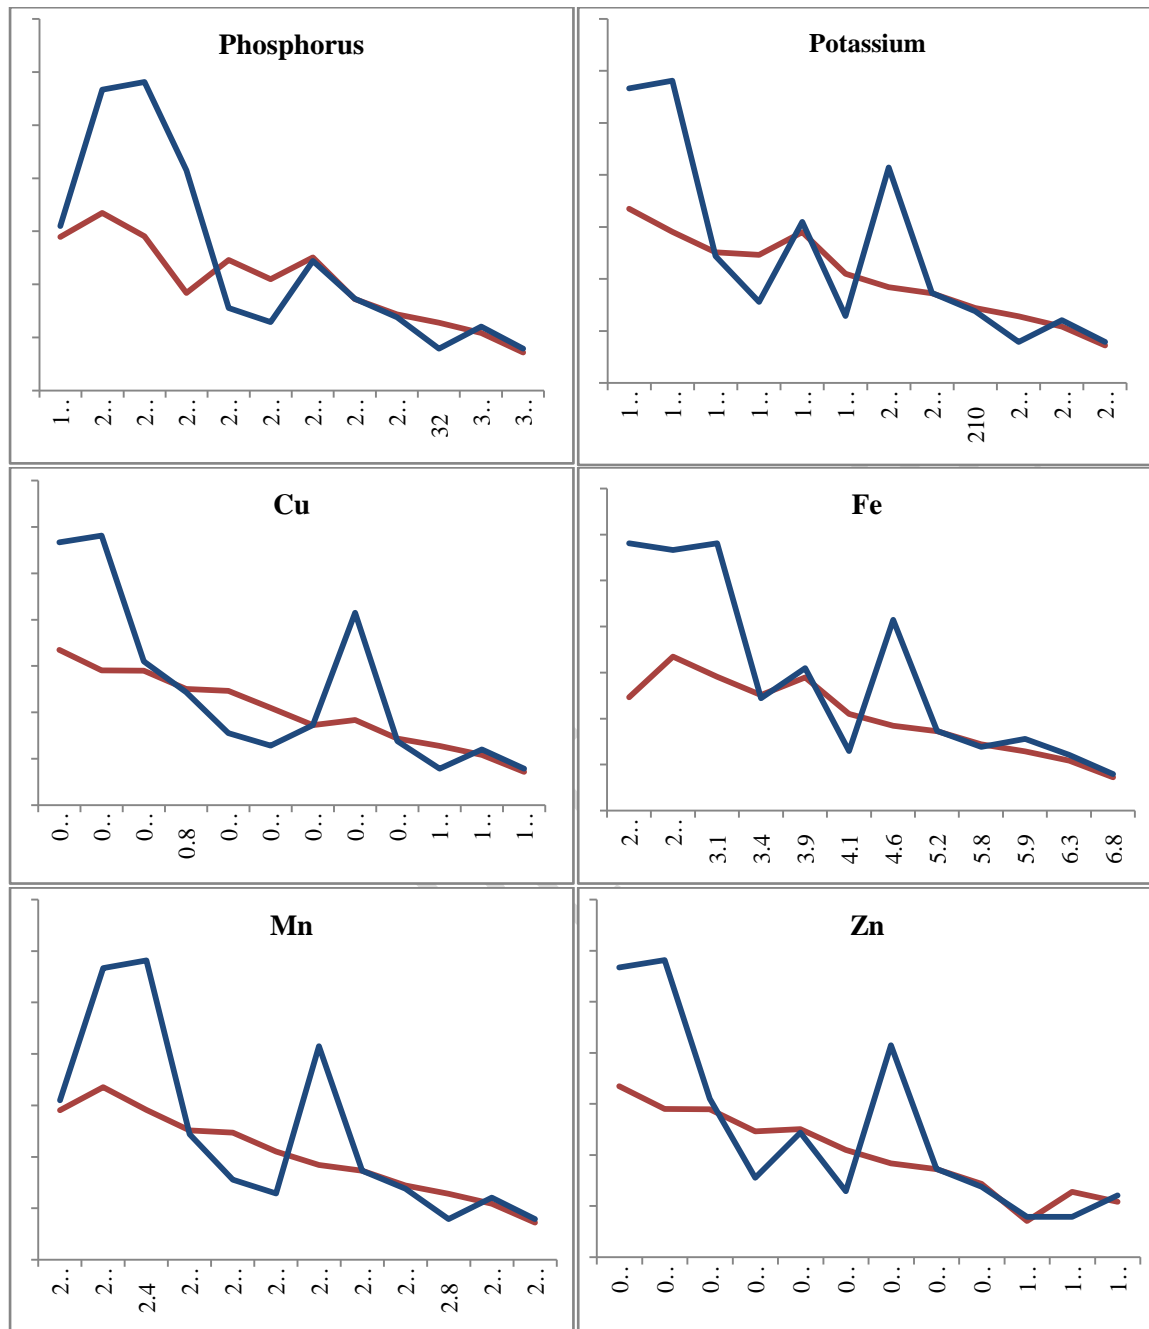 Phosphorus
1.. 2.. 2.. 2.. 2.. 2.. 2.. 2.. 2.. 32 3.. 3..
Potassium
1.. 1.. 1.. 1.. 1.. 1.. 2.. 2.. 210 2.. 2.. 2..
Cu
0.. 0.. 0.. 0.8 0.. 0.. 0.. 0.. 0.. 1.. 1.. 1..
Fe
2.. 2.. 3.1 3.4 3.9 4.1 4.6 5.2 5.8 5.9 6.3 6.8
Mn
2.. 2.. 2.4 2.. 2.. 2.. 2.. 2.. 2.. 2.8 2.. 2..
Zn
0.. 0.. 0.. 0.. 0.. 0.. 0.. 0.. 0.. 1.. 1.. 1..